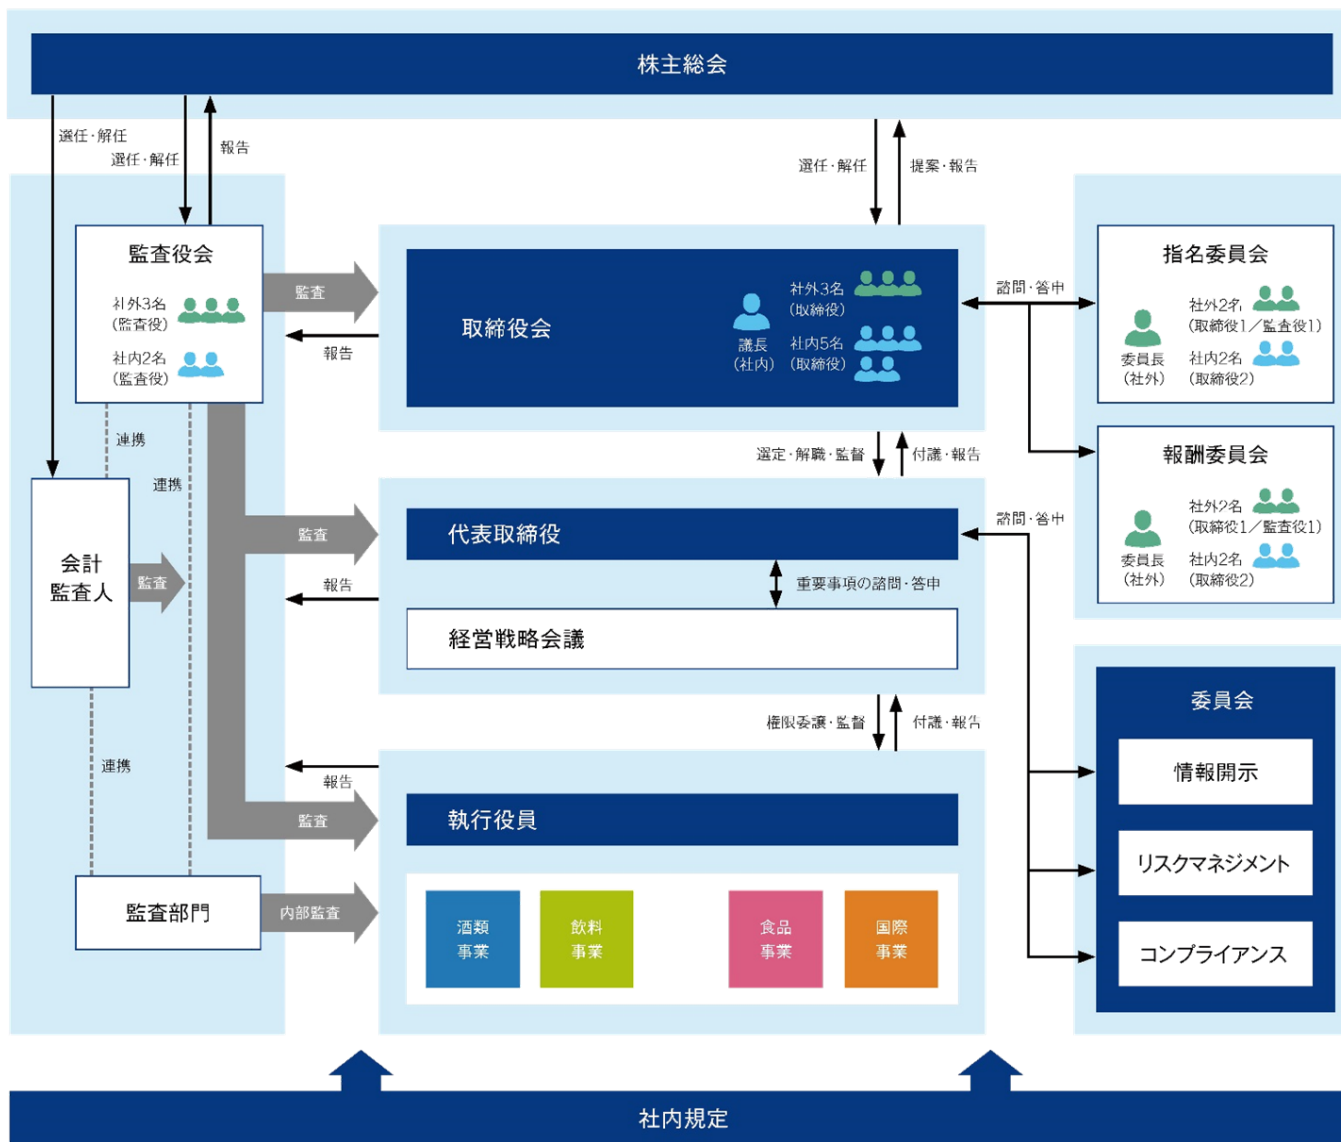 株主総会
選任・解任
選任・解任
報告
選任・解任
提案・報告
監査役会
社外3名
(監査役)
社内2名
(監査役)
監査
報告
取締役会
議長
(社内)
社外3名
(取締役)
社内5名
(取締役)
諮問・答申
指名委員会
委員長
(社外)
社外2名
(取締役1／監査役1)
社内2名
(取締役2)
報酬委員会
委員長
(社外)
社外2名
(取締役1／監査役1)
社内2名
(取締役2)
連携
連携
選定・解職・監督
付議・報告
会計
監査人
監査
監査
報告
代表取締役
重要事項の諮問・答申
経営戦略会議
諮問・答申
権限委譲・監督
付議・報告
連携
報告
監査
執行役員
監査部門
内部監査
酒類
事業
飲料
事業
食品
事業
国際
事業
委員会
情報開示
リスクマネジメント
コンプライアンス
社内規定